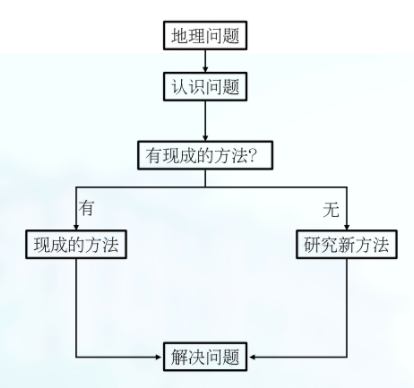 地理问题
认识问题
有现成的方法?
有
无
现成的方法
研究新方法
解决问题